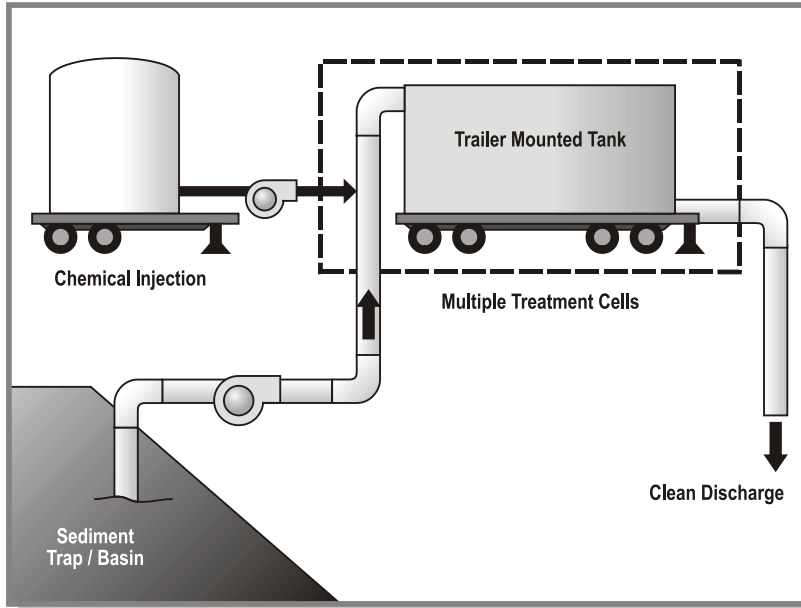 Trailer Mounted Tank
Chemical Injection
Multiple Treatment Cells
Clean Discharge
Sediment
Trap / Basin